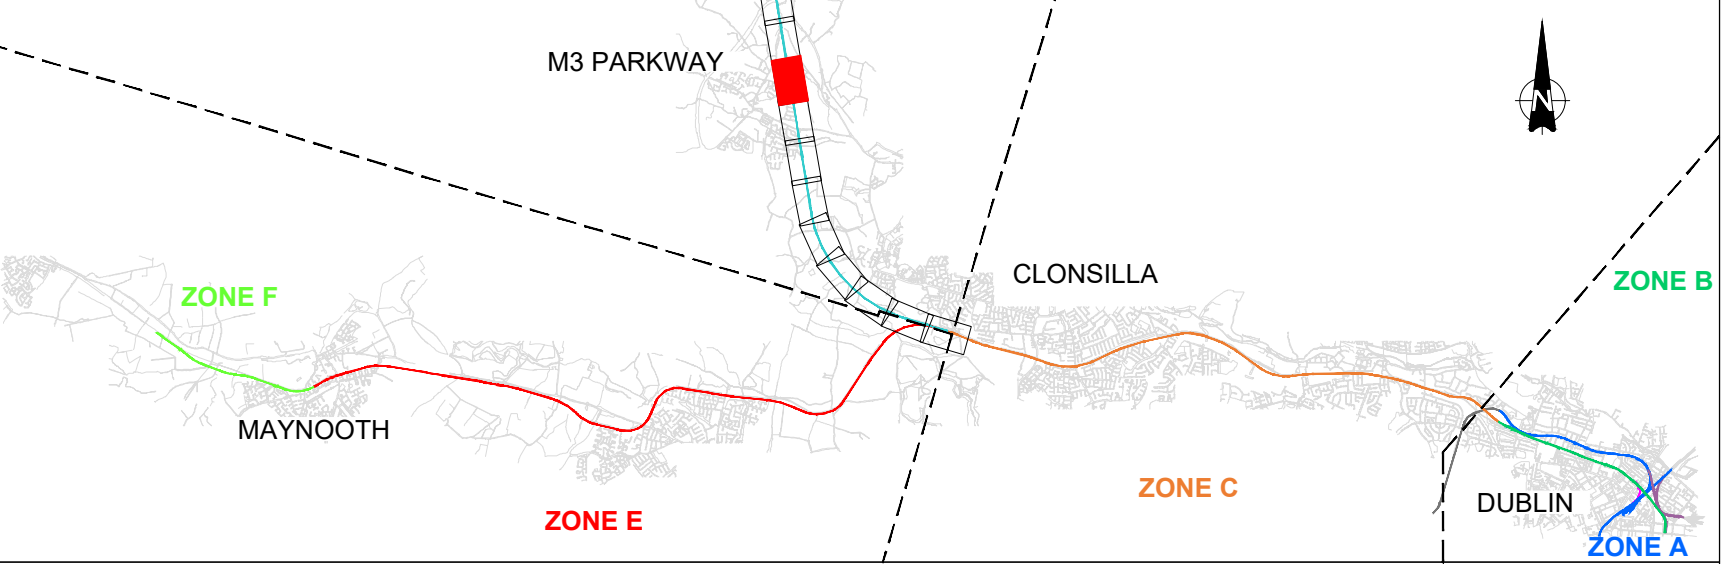 M3 PARKWAY
N
CLONSILLA
ZONE B
ZONE F
MAYNOOTH
ZONE C
DUBLIN
ZONE E
ZONE A